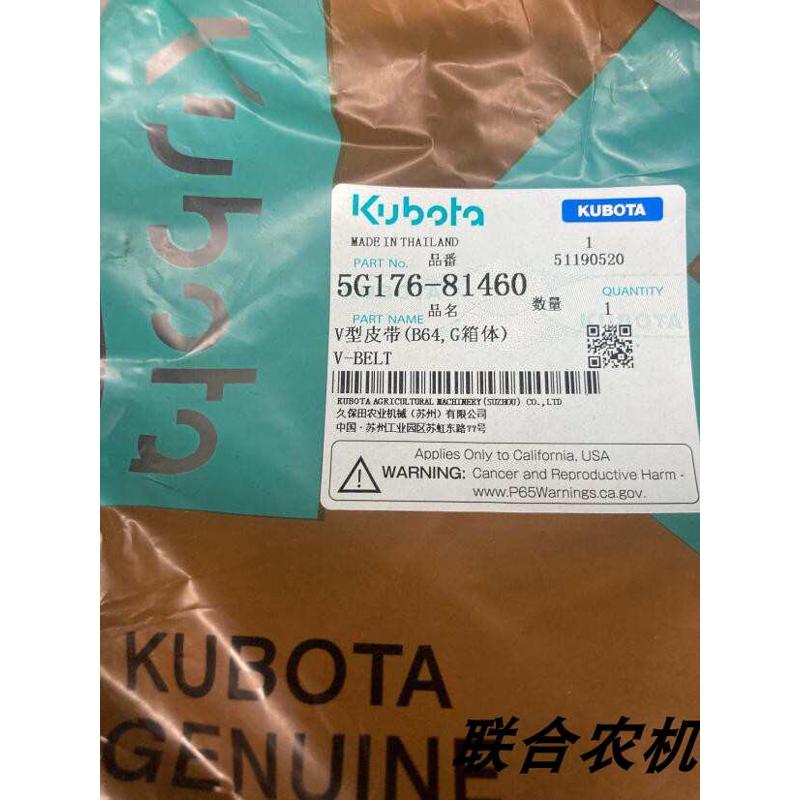 Kubota
Kubota
KUBOTA
MADE IN THAILAND
1
PART No. 品番
51190520
5G176-81460
数量
QUANTITY
PART NAME 品名
1
V型皮带(B64,G箱体)
V-BELT
KUBOTA AGRICULTURAL MACHINERY(SUZHOU) CO.,LTD
久保田农业机械（苏州）有限公司
中国·苏州工业园区苏虹东路77号
Applies Only to California, USA
WARNING: Cancer and Reproductive Harm -
www.P65Warnings.ca.gov.
KUBOTA
GENUINE
联合农机